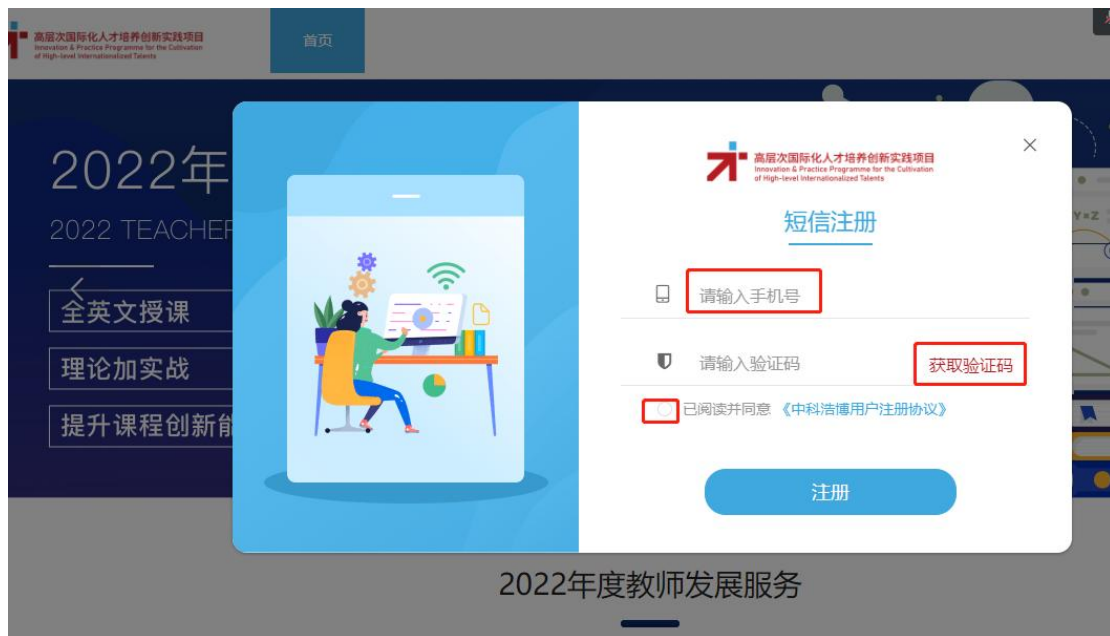 高层次国际化人才培养创新实践项目
Innovation & Practice Programme for the Cultivation
of High-level Internationalized Talents
首页
2022年
2022 TEACHER
全英文授课
理论加实战
提升课程创新能
高层次国际化人才培养创新实践项目
Innovation & Practice Programme for the Cultivation
of High-level Internationalized Talents
短信注册
请输入手机号
请输入验证码
获取验证码
已阅读并同意 《中科浩博用户注册协议》
注册
Y=Z
2022年度教师发展服务